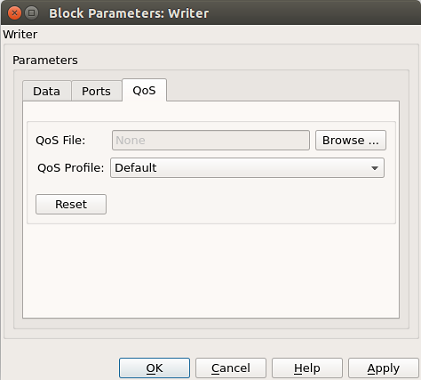 Block Parameters: Writer
Writer
Parameters
Data Ports QoS
QoS File: None Browse ...
QoS Profile: Default
Reset
OK Cancel Help Apply